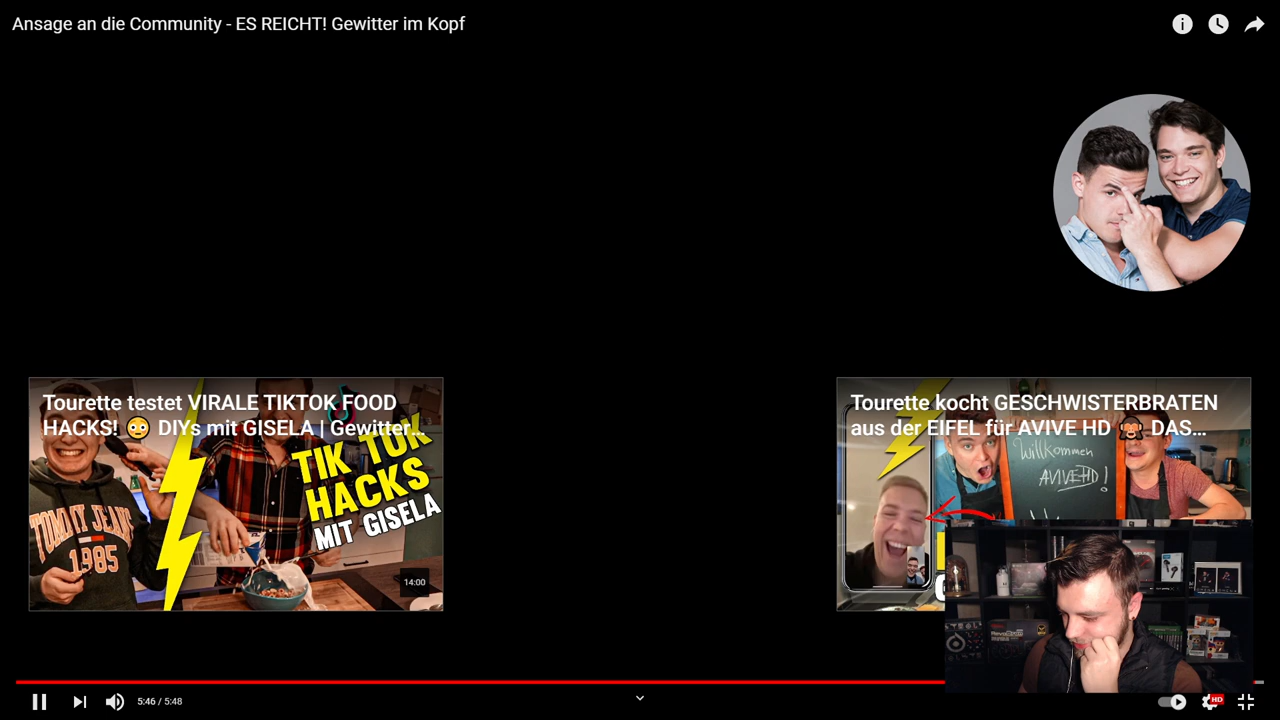 Ansage an die Community - ES REICHT! Gewitter im Kopf
Tourette testet VIRALE TIKTOK FOOD
HACKS! 😳 DIYs mit GISELA | Gewitter...
TIK TOK
HACKS
MIT GISELA
TOMMY JEANS
1985
14:00
Tourette kocht GESCHWISTERBRATEN
aus der EIFEL für AVIVE HD 🙊 DAS...
Willkommen
AVIVEHD!
5:46 / 5:48
HD